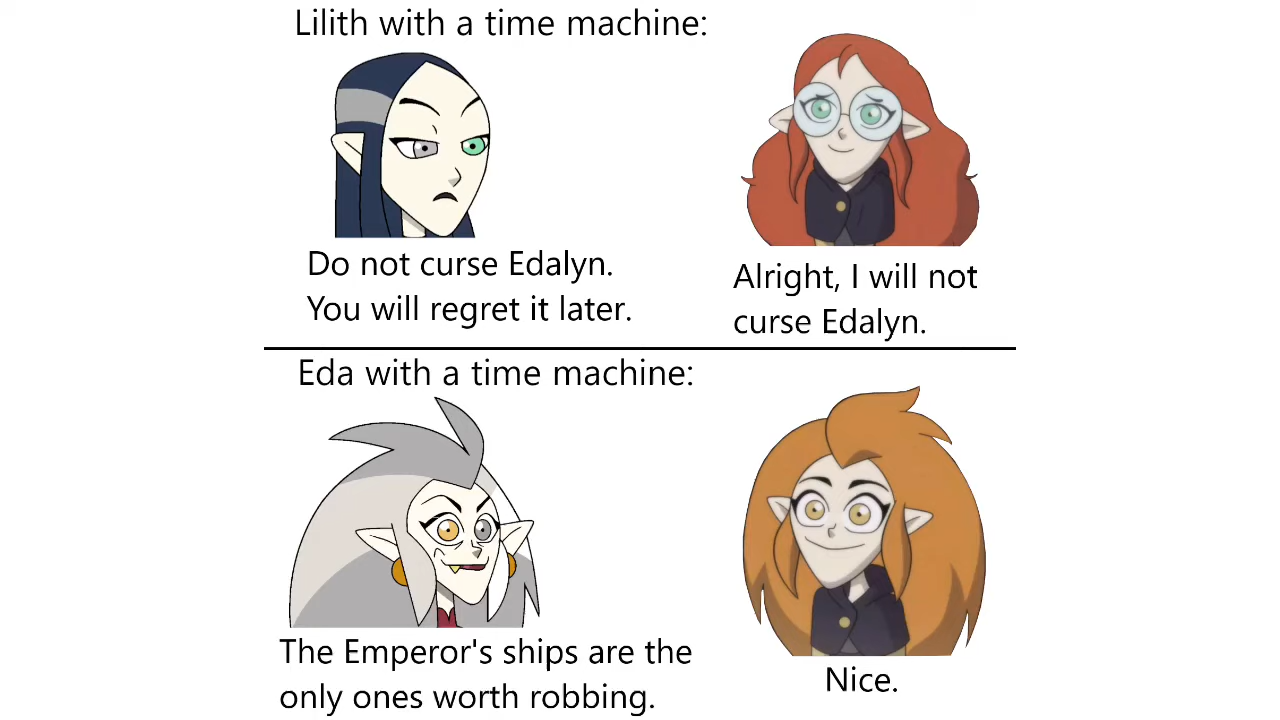 Lilith with a time machine:
Do not curse Edalyn.
You will regret it later.
Alright, I will not
curse Edalyn.
Eda with a time machine:
The Emperor's ships are the
only ones worth robbing.
Nice.